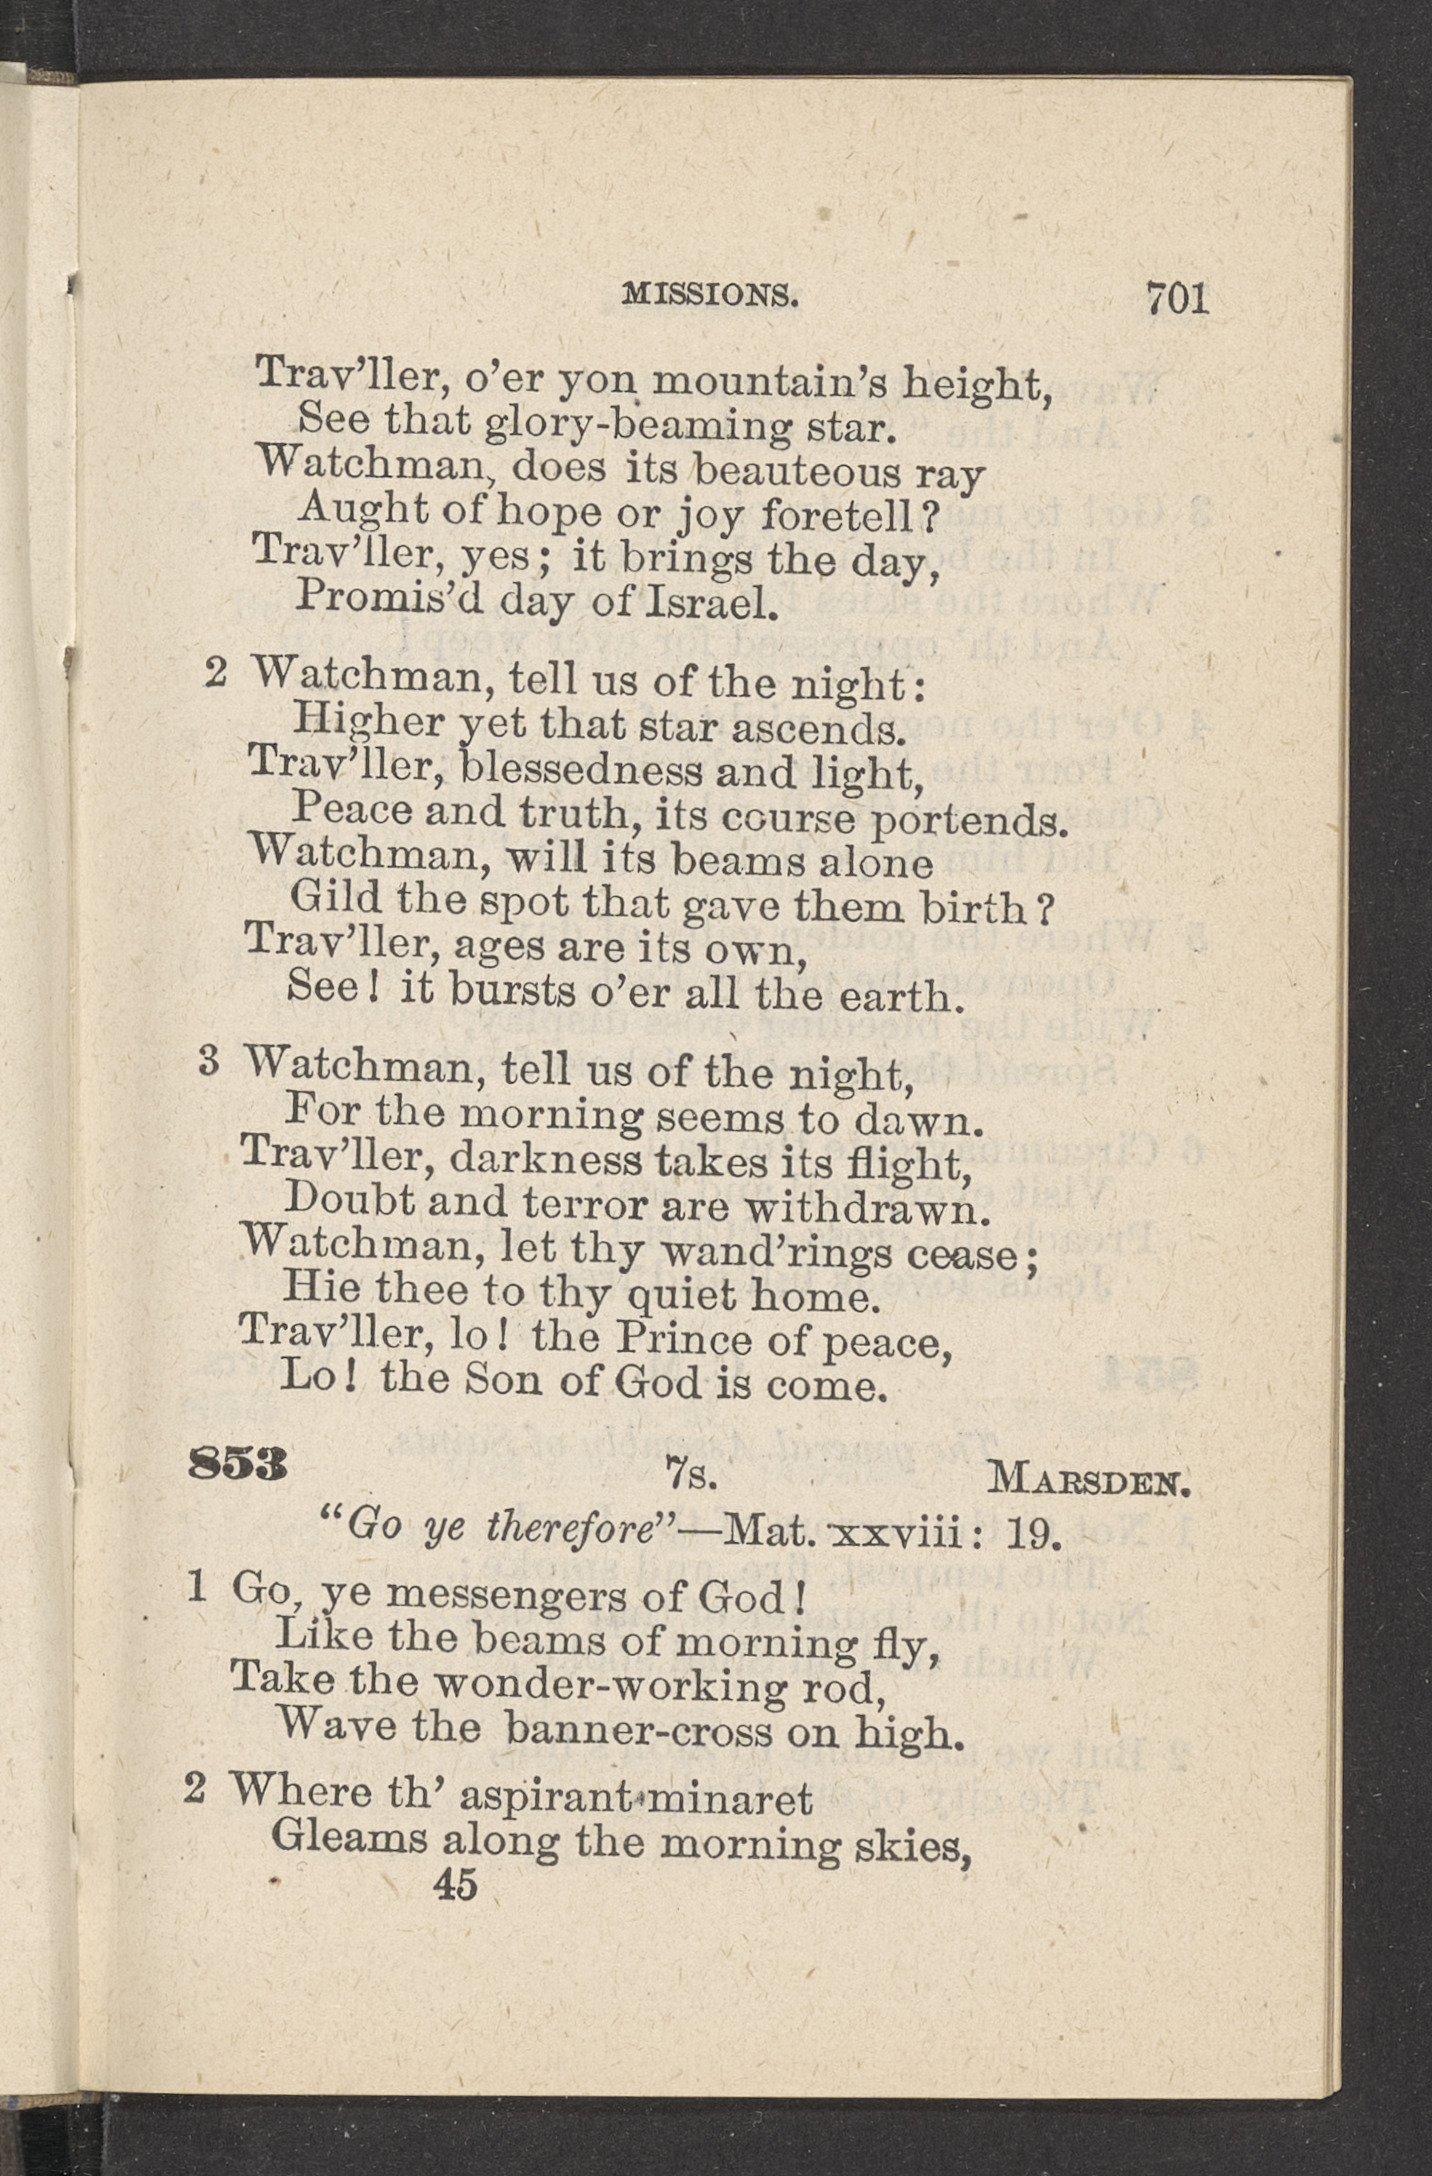 MISSIONS. 701
Trav'ller, o'er yon mountain's height,
See that glory-beaming star.
Watchman, does its beauteous ray
Aught of hope or joy foretell?
Trav'ller, yes; it brings the day,
Promis'd day of Israel.
2 Watchman, tell us of the night:
Higher yet that star ascends.
Trav'ller, blessedness and light,
Peace and truth, its course portends.
Watchman, will its beams alone
Gild the spot that gave them birth?
Trav'ller, ages are its own,
See! it bursts o'er all the earth.
3 Watchman, tell us of the night,
For the morning seems to dawn.
Trav'ller, darkness takes its flight,
Doubt and terror are withdrawn.
Watchman, let thy wand'rings cease;
Hie thee to thy quiet home.
Trav'ller, lo! the Prince of peace,
Lo! the Son of God is come.
853 7s. MARSDEN.
"Go ye therefore"—Mat. xxviii: 19.
1 Go, ye messengers of God!
Like the beams of morning fly,
Take the wonder-working rod,
Wave the banner-cross on high.
2 Where th' aspirant minaret
Gleams along the morning skies,
45